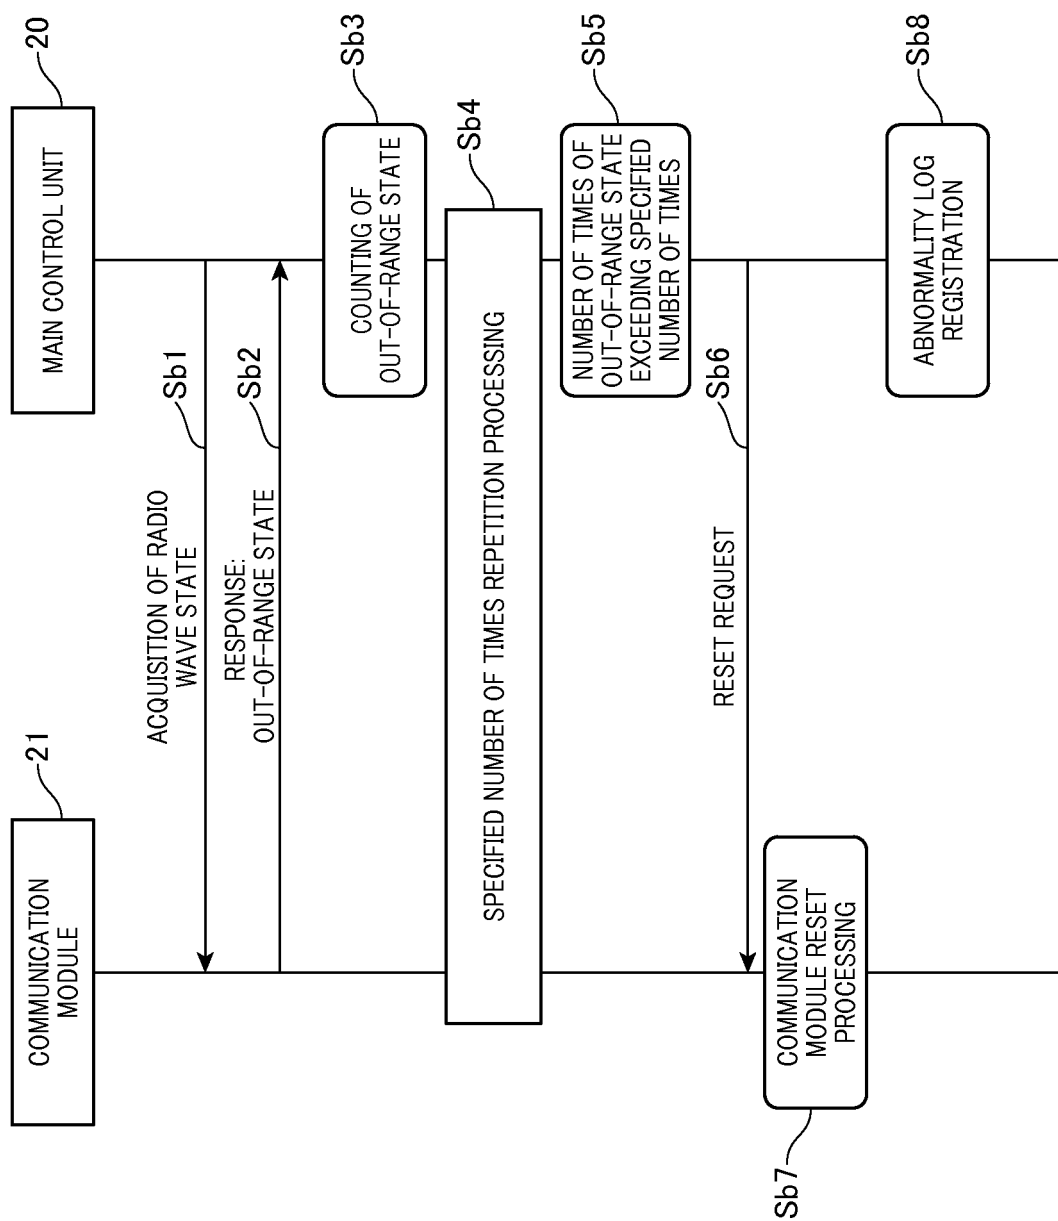 COMMUNICATION
MODULE
21
MAIN CONTROL UNIT
20
ACQUISITION OF RADIO
WAVE STATE
Sb1
RESPONSE:
OUT-OF-RANGE STATE
Sb2
COUNTING OF
OUT-OF-RANGE STATE
Sb3
SPECIFIED NUMBER OF TIMES REPETITION PROCESSING
Sb4
NUMBER OF TIMES OF
OUT-OF-RANGE STATE
EXCEEDING SPECIFIED
NUMBER OF TIMES
Sb5
RESET REQUEST
Sb6
COMMUNICATION
MODULE RESET
PROCESSING
Sb7
ABNORMALITY LOG
REGISTRATION
Sb8